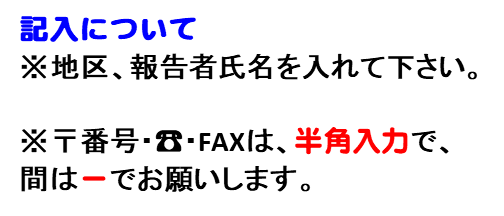 記入について
※地区、報告者氏名を入れて下さい。
※〒番号・☎・FAXは、半角入力で、
間はーでお願いします。